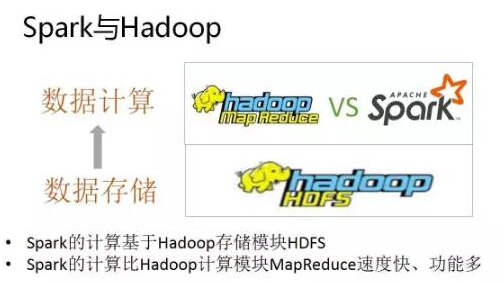 Spark与Hadoop
数据计算
hadoop
MapReduce
VS
APACHE
Spark™
数据存储
hadoop
HDFS
• Spark的计算基于Hadoop存储模块HDFS
• Spark的计算比Hadoop计算模块MapReduce速度快、功能多